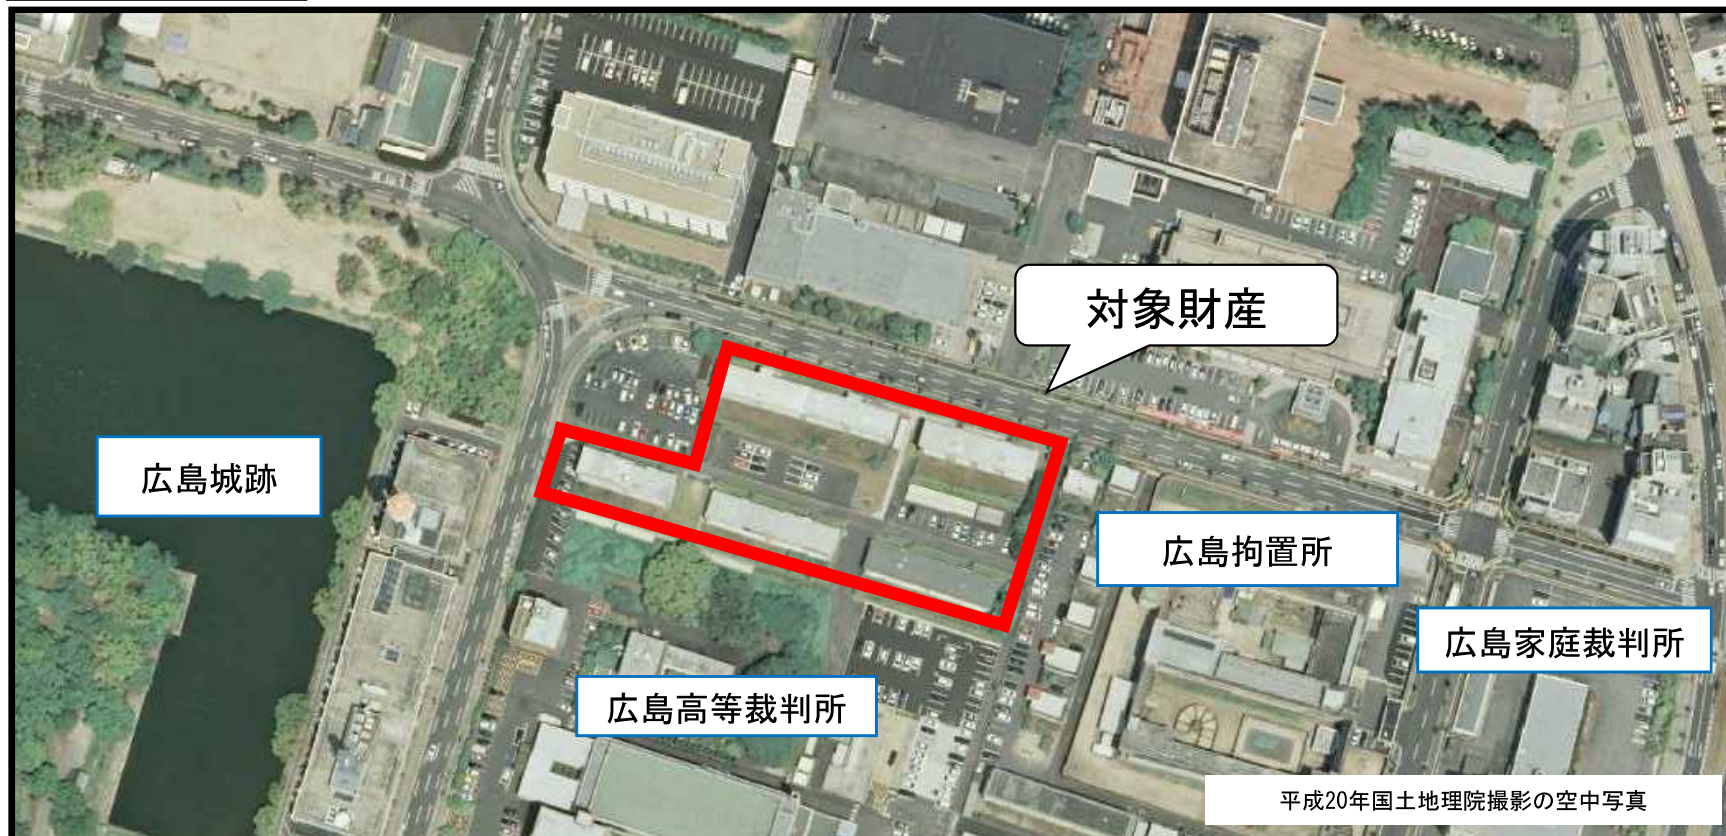 対象財産
広島城跡
広島拘置所
広島家庭裁判所
広島高等裁判所
平成20年国土地理院撮影の空中写真